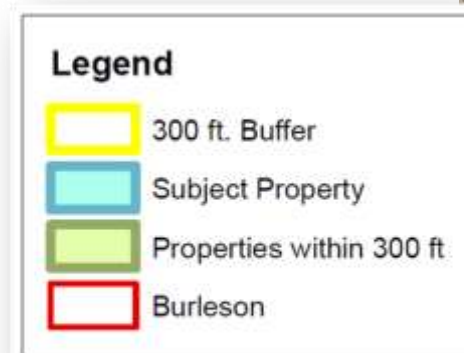 Legend
300 ft. Buffer
Subject Property
Properties within 300 ft
Burleson